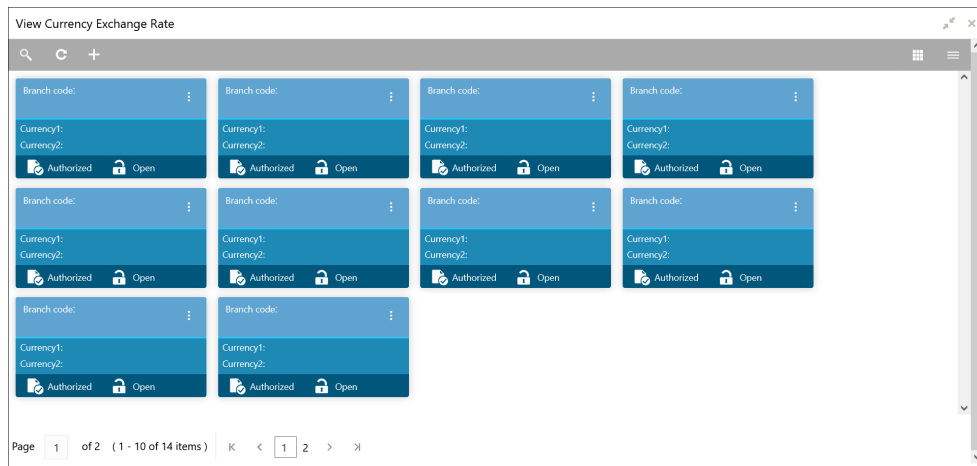 View Currency Exchange Rate
Branch code: Branch code: Branch code: Branch code:
Currency1: Currency1: Currency1: Currency1:
Currency2: Currency2: Currency2: Currency2:
Authorized Open Authorized Open Authorized Open Authorized Open
Branch code: Branch code: Branch code: Branch code:
Currency1: Currency1: Currency1: Currency1:
Currency2: Currency2: Currency2: Currency2:
Authorized Open Authorized Open Authorized Open Authorized Open
Branch code: Branch code:
Currency1: Currency1:
Currency2: Currency2:
Authorized Open Authorized Open
Page 1 of 2 ( 1 - 10 of 14 items ) 1 2